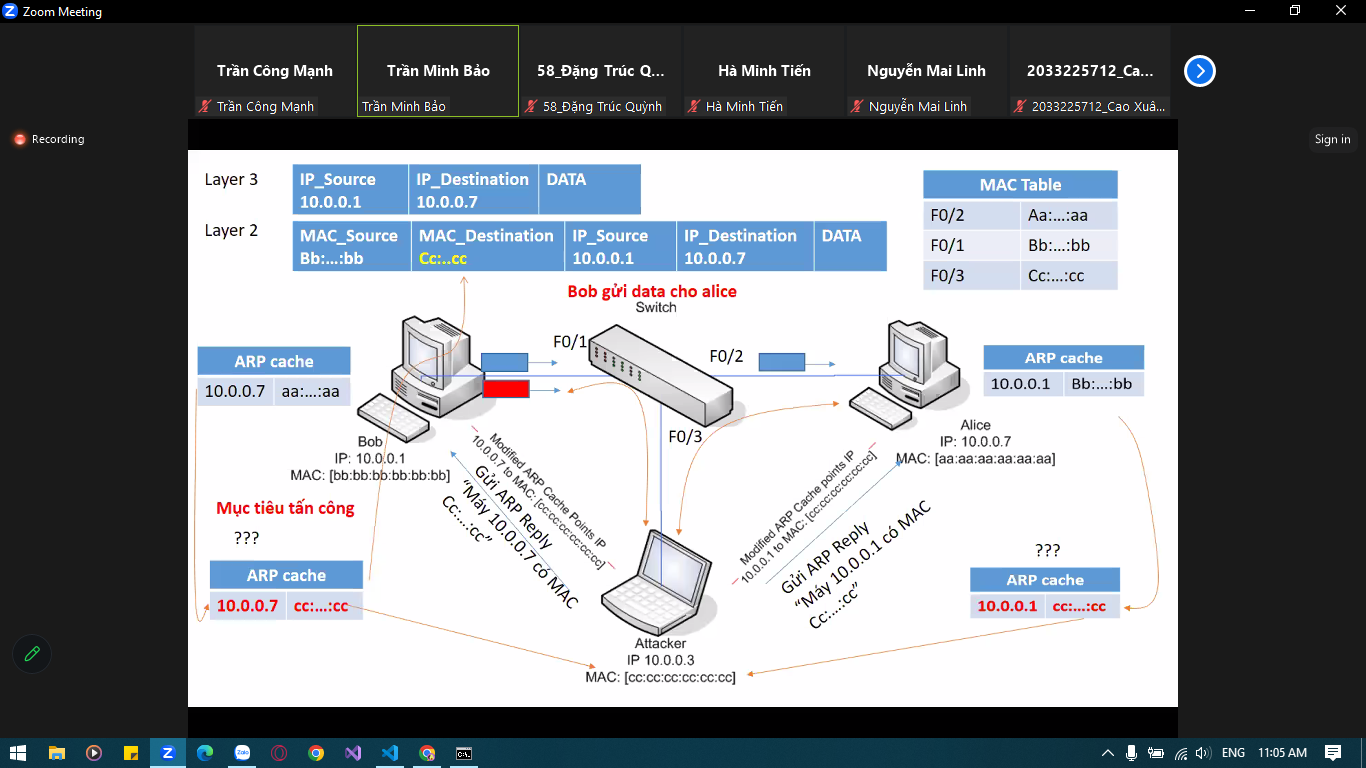 Zoom Meeting
Trần Công Mạnh
Trần Minh Bảo
58_Đặng Trúc Q...
Hà Minh Tiến
Nguyễn Mai Linh
2033225712_Ca...
Trần Công Mạnh
Trần Minh Bảo
58_Đặng Trúc Quỳnh
Hà Minh Tiến
Nguyễn Mai Linh
2033225712_Cao Xuâ...
Recording
Sign in
Layer 3
IP_Source
10.0.0.1
IP_Destination
10.0.0.7
DATA
Layer 2
MAC_Source
Bb:...:bb
MAC_Destination
Cc:..cc
IP_Source
10.0.0.1
IP_Destination
10.0.0.7
DATA
MAC Table
F0/2 Aa:...:aa
F0/1 Bb:...:bb
F0/3 Cc:...:cc
Bob gửi data cho alice
Switch
F0/1
F0/2
F0/3
ARP cache
10.0.0.7 aa:...:aa
ARP cache
10.0.0.1 Bb:...:bb
Bob
IP: 10.0.0.1
MAC: [bb:bb:bb:bb:bb:bb]
Alice
IP: 10.0.0.7
MAC: [aa:aa:aa:aa:aa:aa]
Modified ARP Cache Points IP
10.0.0.7 to MAC: [cc:cc:cc:cc:cc:cc]
Gửi ARP Reply
“Máy 10.0.0.7 có MAC
Cc:...:cc”
Modified ARP Cache points IP
10.0.0.1 to MAC: [cc:cc:cc:cc:cc:cc]
Gửi ARP Reply
“Máy 10.0.0.1 có MAC
Cc:...:cc”
Mục tiêu tấn công
???
ARP cache
10.0.0.7 cc:...:cc
???
ARP cache
10.0.0.1 cc:...:cc
Attacker
IP 10.0.0.3
MAC: [cc:cc:cc:cc:cc:cc]
Zalo
ENG
11:05 AM